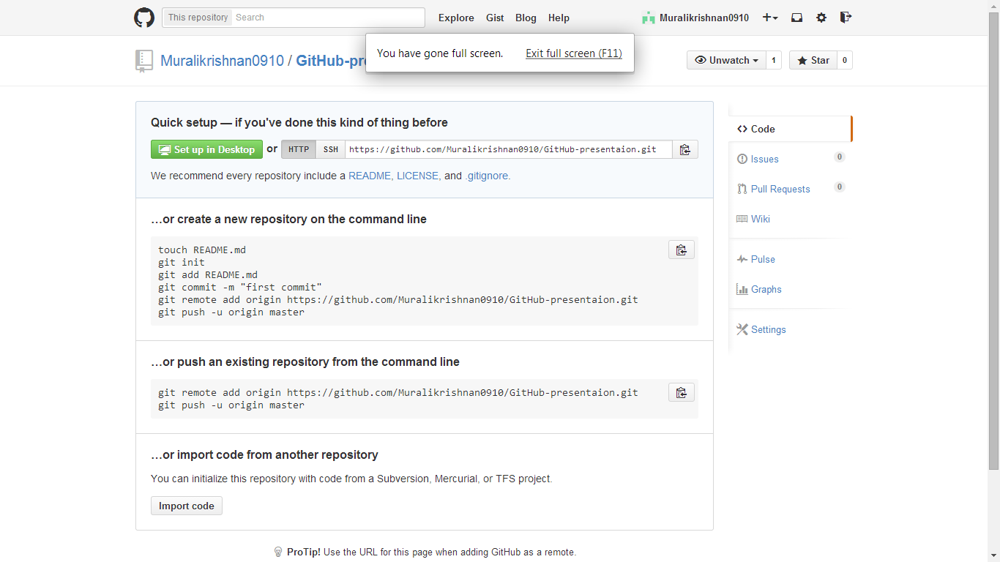 This repository Search Explore Gist Blog Help Muralikrishnan0910
You have gone full screen. Exit full screen (F11)
Muralikrishnan0910 / GitHub-pre
Unwatch 1 Star 0
Quick setup — if you've done this kind of thing before
Set up in Desktop or HTTP SSH https://github.com/Muralikrishnan0910/GitHub-presentaion.git
We recommend every repository include a README, LICENSE, and .gitignore.
…or create a new repository on the command line
touch README.md
git init
git add README.md
git commit -m "first commit"
git remote add origin https://github.com/Muralikrishnan0910/GitHub-presentaion.git
git push -u origin master
…or push an existing repository from the command line
git remote add origin https://github.com/Muralikrishnan0910/GitHub-presentaion.git
git push -u origin master
…or import code from another repository
You can initialize this repository with code from a Subversion, Mercurial, or TFS project.
Import code
ProTip! Use the URL for this page when adding GitHub as a remote.
Code
Issues 0
Pull Requests 0
Wiki
Pulse
Graphs
Settings